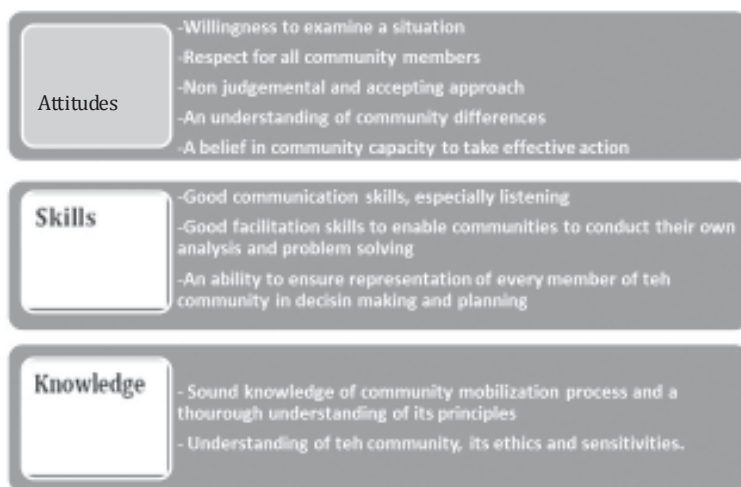 Attitudes
-Willingness to examine a situation
-Respect for all community members
-Non judgemental and accepting approach
-An understanding of community differences
-A belief in community capacity to take effective action
Skills
-Good communication skills, especially listening
-Good facilitation skills to enable communities to conduct their own
analysis and problem solving
-An ability to ensure representation of every member of teh
community in decisin making and planning
Knowledge
- Sound knowledge of community mobilization process and a
thourough understanding of its principles
- Understanding of teh community, its ethics and sensitivities.